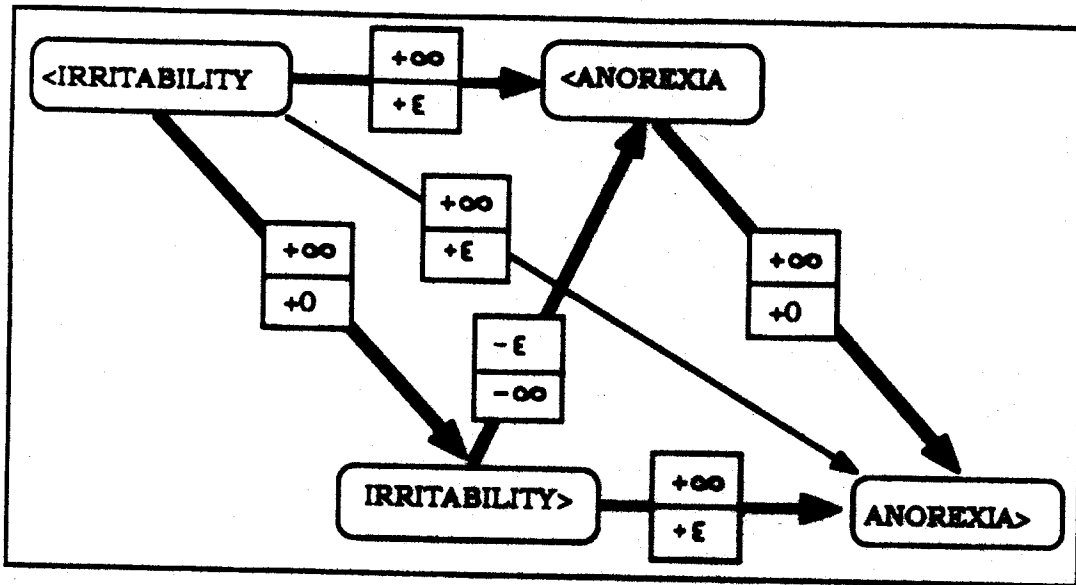 <IRRITABILITY
+∞
+ε
<ANOREXIA
+∞
+ε
+∞
+0
+∞
+0
-ε
-∞
IRRITABILITY>
+∞
+ε
ANOREXIA>